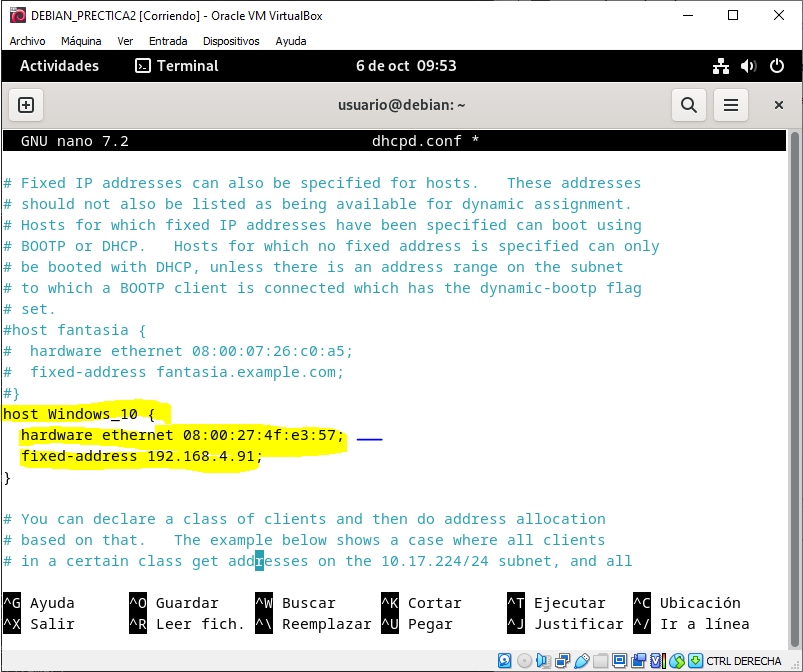 DEBIAN_PRECTICA2 [Corriendo] - Oracle VM VirtualBox
Archivo Máquina Ver Entrada Dispositivos Ayuda
Actividades Terminal 6 de oct 09:53
usuario@debian: ~
GNU nano 7.2 dhcpd.conf *
# Fixed IP addresses can also be specified for hosts.   These addresses
# should not also be listed as being available for dynamic assignment.
# Hosts for which fixed IP addresses have been specified can boot using
# BOOTP or DHCP.   Hosts for which no fixed address is specified can only
# be booted with DHCP, unless there is an address range on the subnet
# to which a BOOTP client is connected which has the dynamic-bootp flag
# set.
#host fantasia {
#  hardware ethernet 08:00:07:26:c0:a5;
#  fixed-address fantasia.example.com;
#}
host Windows_10 {
  hardware ethernet 08:00:27:4f:e3:57;
  fixed-address 192.168.4.91;
}
# You can declare a class of clients and then do address allocation
# based on that.   The example below shows a case where all clients
# in a certain class get addresses on the 10.17.224/24 subnet, and all
^G Ayuda ^O Guardar ^W Buscar ^K Cortar ^T Ejecutar ^C Ubicación
^X Salir ^R Leer fich. ^\ Reemplazar ^U Pegar ^J Justificar ^/ Ir a línea
CTRL DERECHA